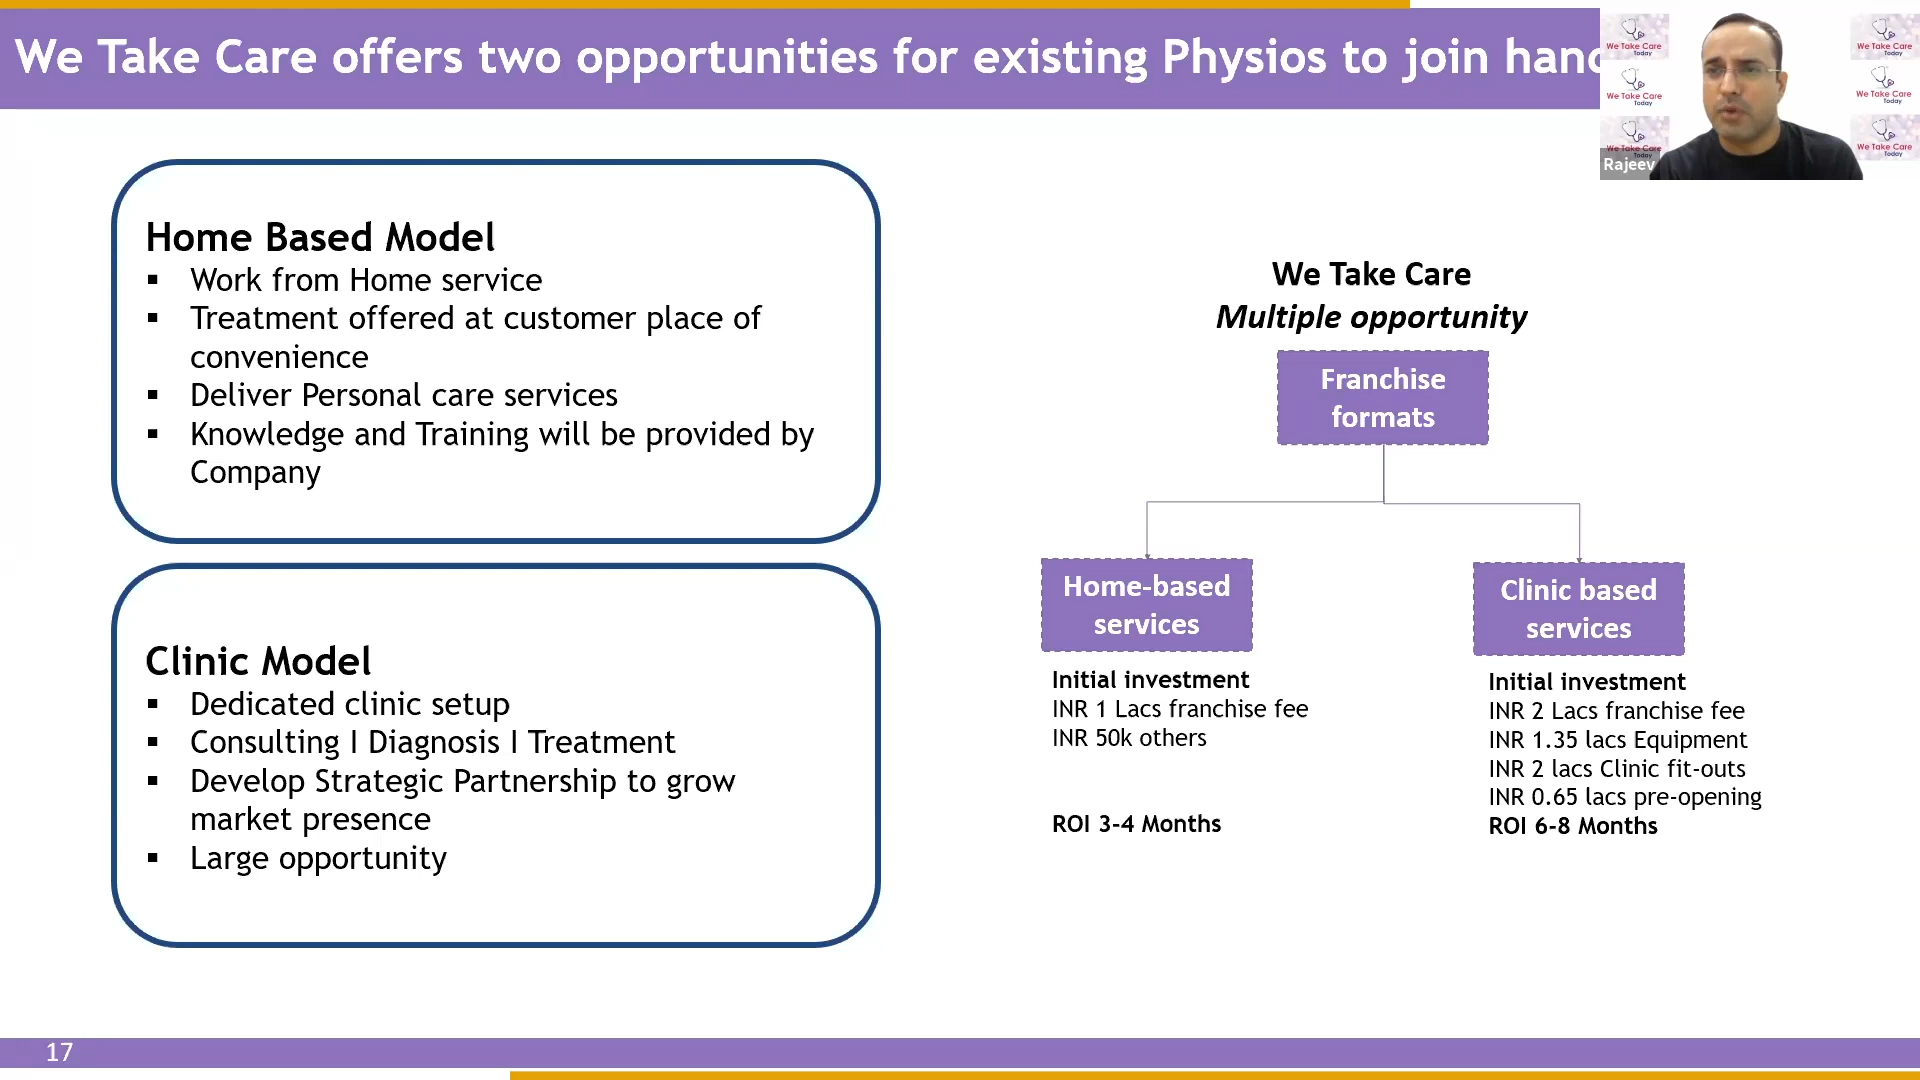 We Take Care offers two opportunities for existing Physios to join hand
We Take Care
Today
We Take Care
Today
We Take Care
Today
We Take Care
Today
We Take Care
Today
We Take Care
Today
Rajeev
Home Based Model
▪ Work from Home service
▪ Treatment offered at customer place of
convenience
▪ Deliver Personal care services
▪ Knowledge and Training will be provided by
Company
Clinic Model
▪ Dedicated clinic setup
▪ Consulting I Diagnosis I Treatment
▪ Develop Strategic Partnership to grow
market presence
▪ Large opportunity
We Take Care
Multiple opportunity
Franchise
formats
Home-based
services
Initial investment
INR 1 Lacs franchise fee
INR 50k others
ROI 3-4 Months
Clinic based
services
Initial investment
INR 2 Lacs franchise fee
INR 1.35 lacs Equipment
INR 2 lacs Clinic fit-outs
INR 0.65 lacs pre-opening
ROI 6-8 Months
17